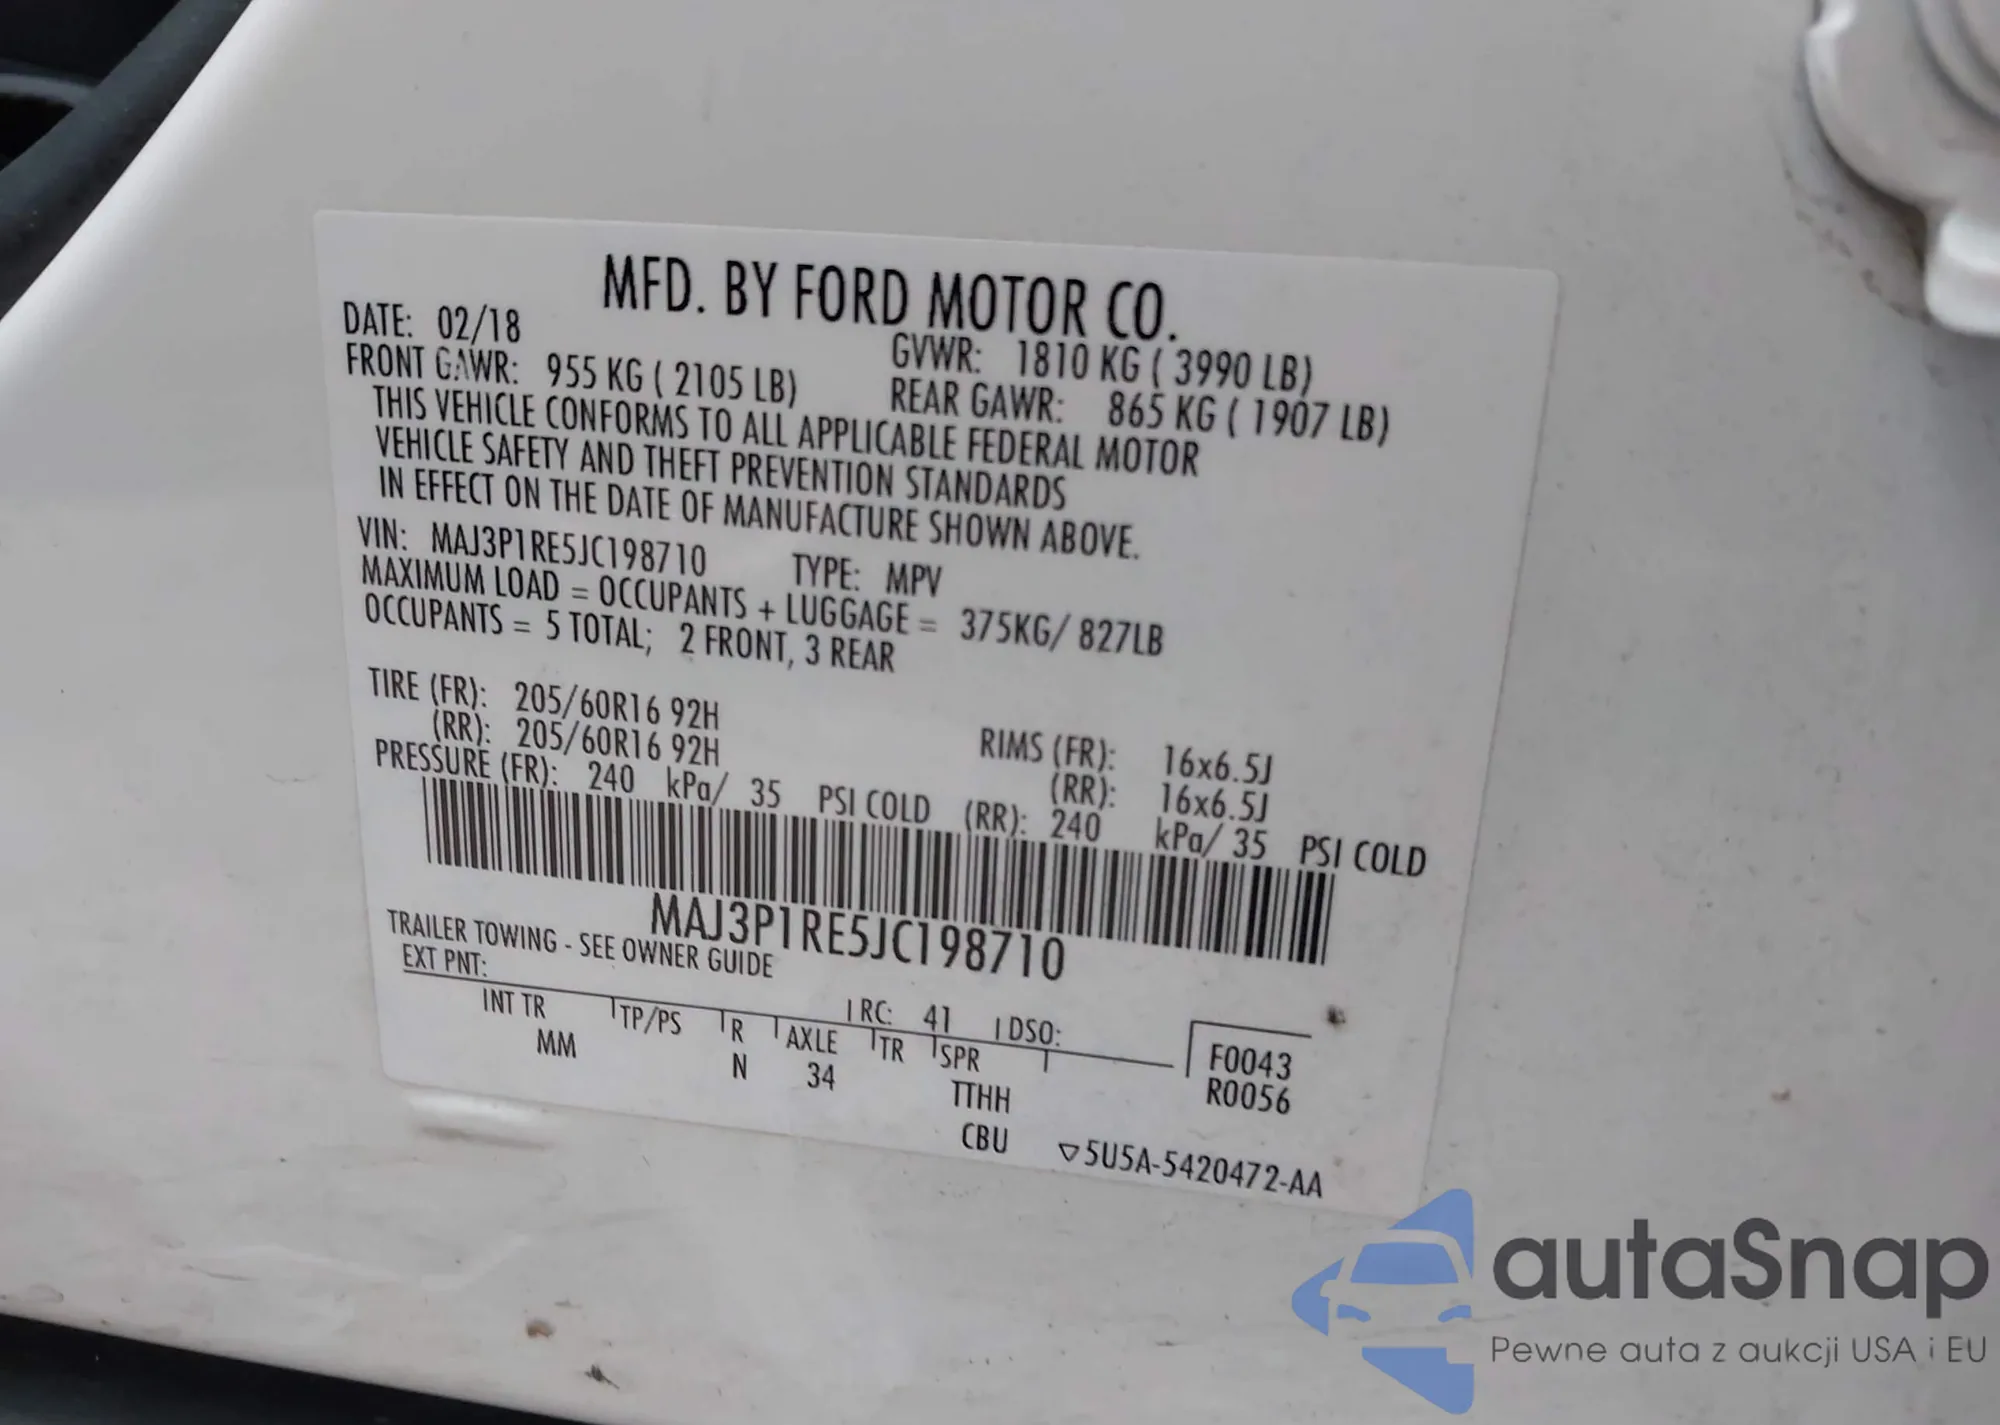 MFD. BY FORD MOTOR CO.
DATE: 02/18 GVWR: 1810 KG ( 3990 LB)
FRONT GAWR: 955 KG ( 2105 LB) REAR GAWR: 865 KG ( 1907 LB)
THIS VEHICLE CONFORMS TO ALL APPLICABLE FEDERAL MOTOR
VEHICLE SAFETY AND THEFT PREVENTION STANDARDS
IN EFFECT ON THE DATE OF MANUFACTURE SHOWN ABOVE.
VIN: MAJ3P1RE5JC198710 TYPE: MPV
MAXIMUM LOAD = OCCUPANTS + LUGGAGE = 375KG/ 827LB
OCCUPANTS = 5 TOTAL; 2 FRONT, 3 REAR
TIRE (FR): 205/60R16 92H RIMS (FR): 16x6.5J
(RR): 205/60R16 92H (RR): 16x6.5J
PRESSURE (FR): 240 kPa/ 35 PSI COLD (RR): 240 kPa/ 35 PSI COLD
MAJ3P1RE5JC198710
TRAILER TOWING - SEE OWNER GUIDE
EXT PNT: RC: 41 DSO:
INT TR TP/PS R AXLE TR SPR F0043
MM N 34 TTHH R0056
CBU ▽5U5A-5420472-AA
autaSnap
Pewne auta z aukcji USA i EU